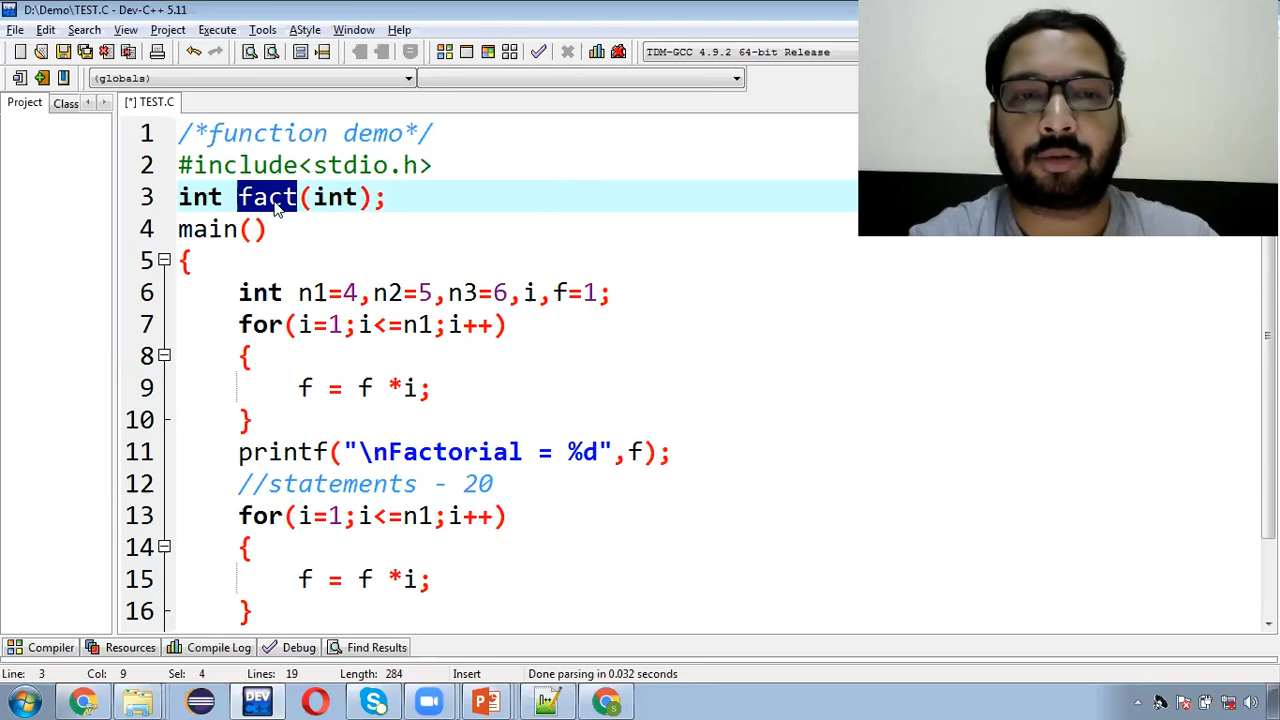 D:\Demo\TEST.C - Dev-C++ 5.11
File Edit Search View Project Execute Tools AStyle Window Help
TDM-GCC 4.9.2 64-bit Release
(globals)
Project Class [*] TEST.C
1 /*function demo*/
2 #include<stdio.h>
3 int fact(int);
4 main()
5 {
6 int n1=4,n2=5,n3=6,i,f=1;
7 for(i=1;i<=n1;i++)
8 {
9 f = f *i;
10 }
11 printf("\nFactorial = %d",f);
12 //statements - 20
13 for(i=1;i<=n1;i++)
14 {
15 f = f *i;
16 }
Compiler Resources Compile Log Debug Find Results
Line: 3 Col: 9 Sel: 4 Lines: 19 Length: 284 Insert Done parsing in 0.032 seconds
DEV